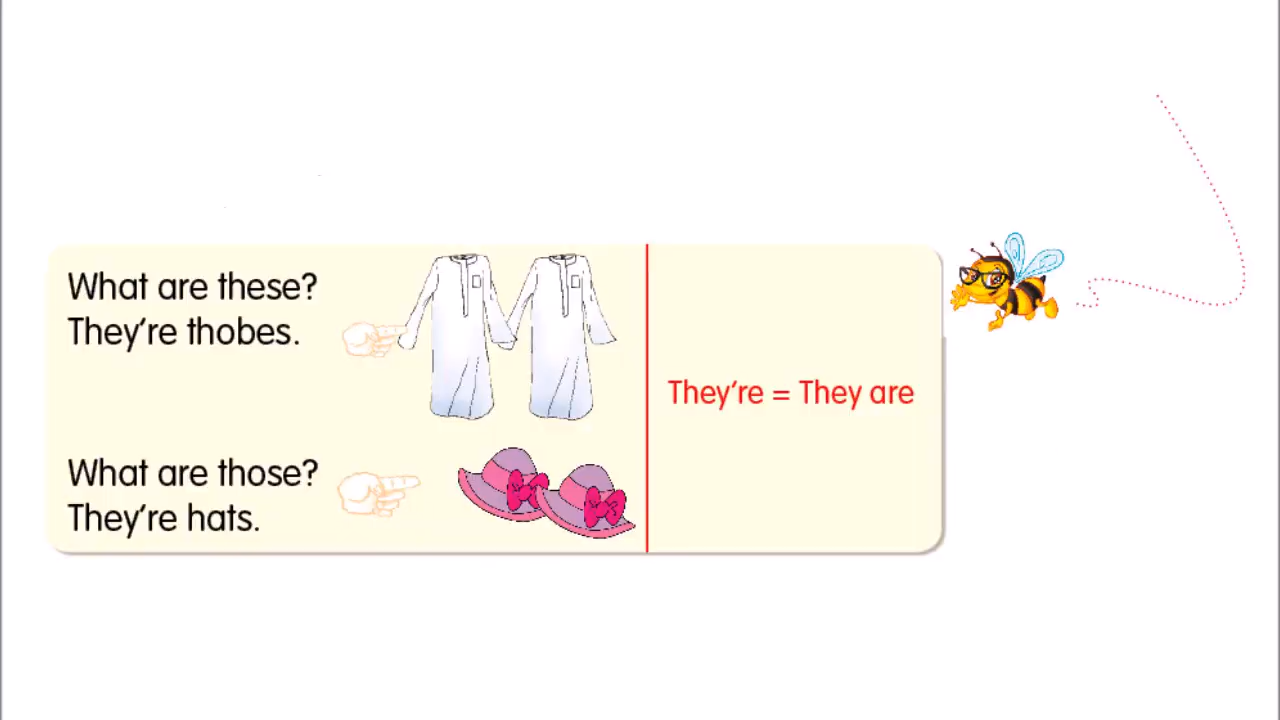 What are these?
They're thobes.
They're = They are
What are those?
They're hats.